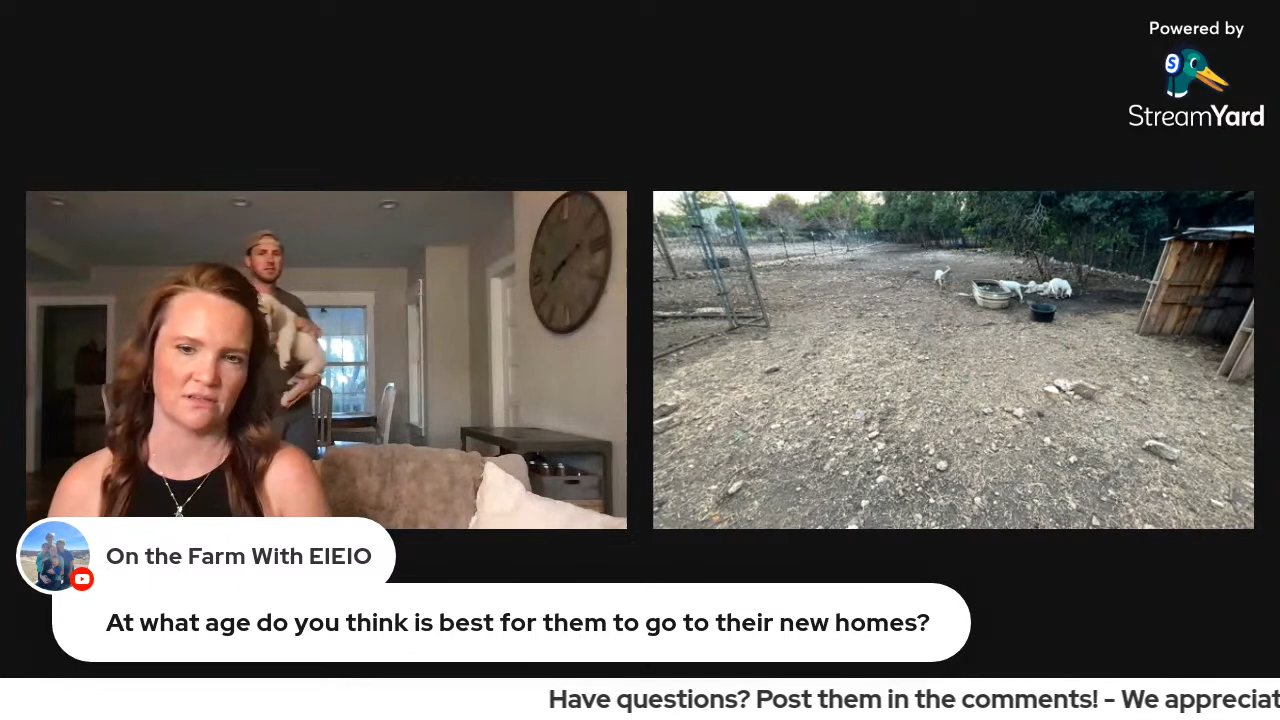 Powered by
StreamYard
On the Farm With EIEIO
At what age do you think is best for them to go to their new homes?
Have questions? Post them in the comments! - We appreciat